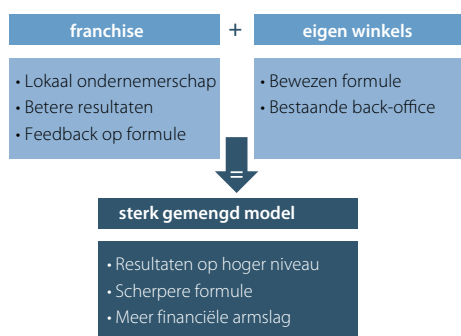 franchise
+
eigen winkels
• Lokaal ondernemerschap
• Betere resultaten
• Feedback op formule
• Bewezen formule
• Bestaande back-office
=
sterk gemengd model
• Resultaten op hoger niveau
• Scherpere formule
• Meer financiële armslag